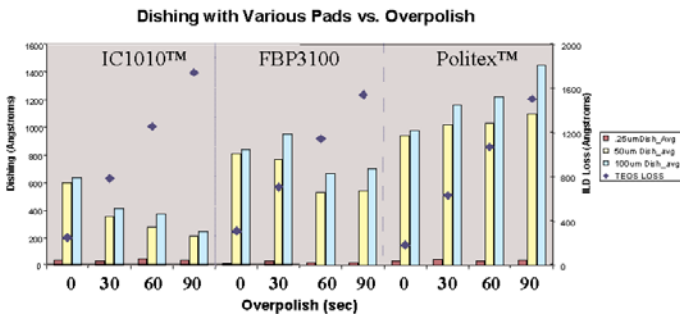 Dishing with Various Pads vs. Overpolish
IC1010™ FBP3100 Politex™
1600
1400
1200
1000
800
600
400
200
0
Dishing (Angstroms)
2000
1600
1200
800
400
0
ILD Loss (Angstroms)
0 30 60 90 0 30 60 90 0 30 60 90
Overpolish (sec)
.25umDish_Avg
50um Dish_avg
100um Dish_avg
TEOS LOSS